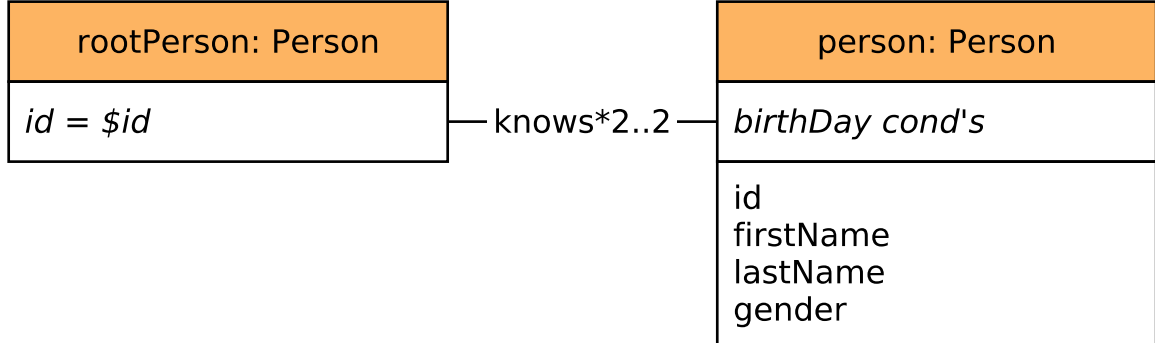 rootPerson: Person
id = $id
knows*2..2
person: Person
birthDay cond's
id
firstName
lastName
gender